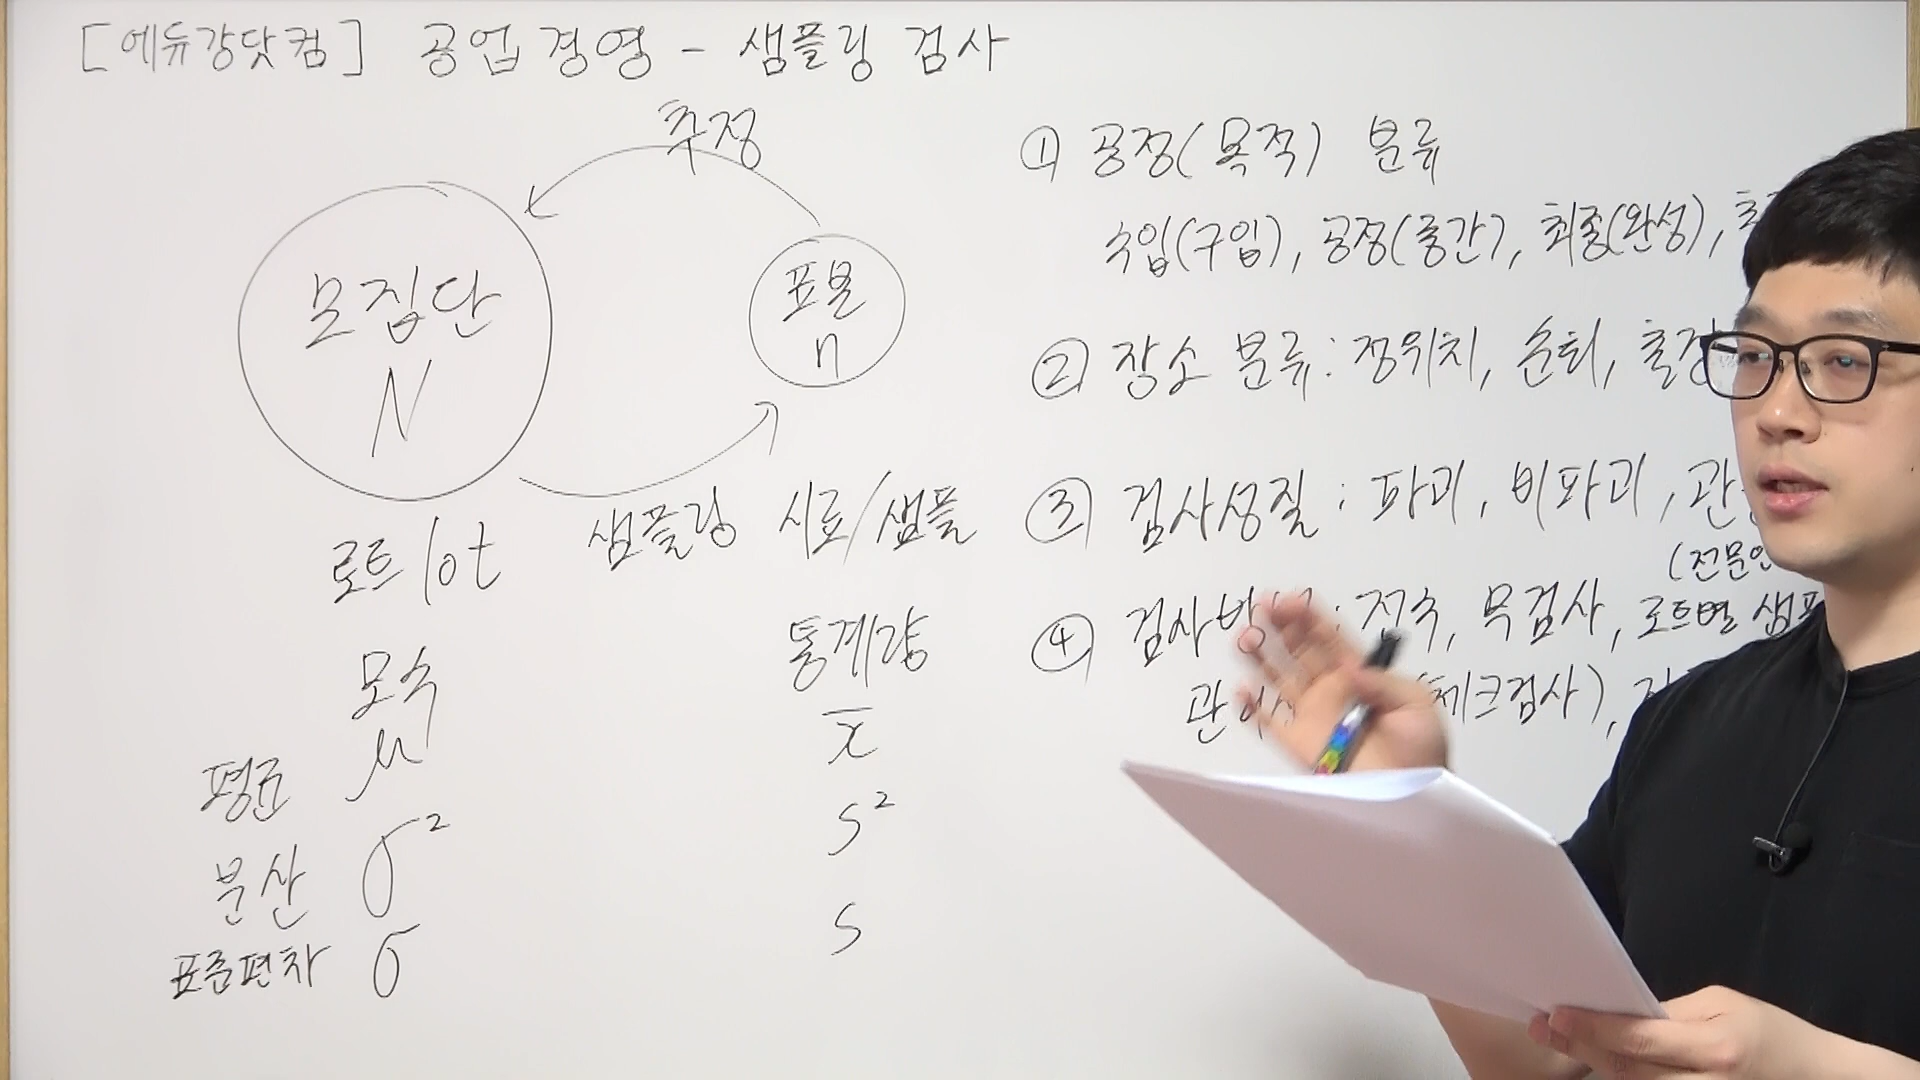 [에듀강닷컴] 공업경영 - 샘플링 검사
추정
모집단
N
표본
n
샘플링
시료/샘플
로트 lot
모수
통계량
평균 μ x̄
분산 σ² s²
표준편차 σ s
① 공정(목적) 분류
수입(구입), 공정(중간), 최종(완성),
② 장소 분류: 정위치, 순회, 출장
③ 검사성질: 파괴, 비파괴,
④ 검사방법: 전수, 무검사, 로트별
(체크검사),